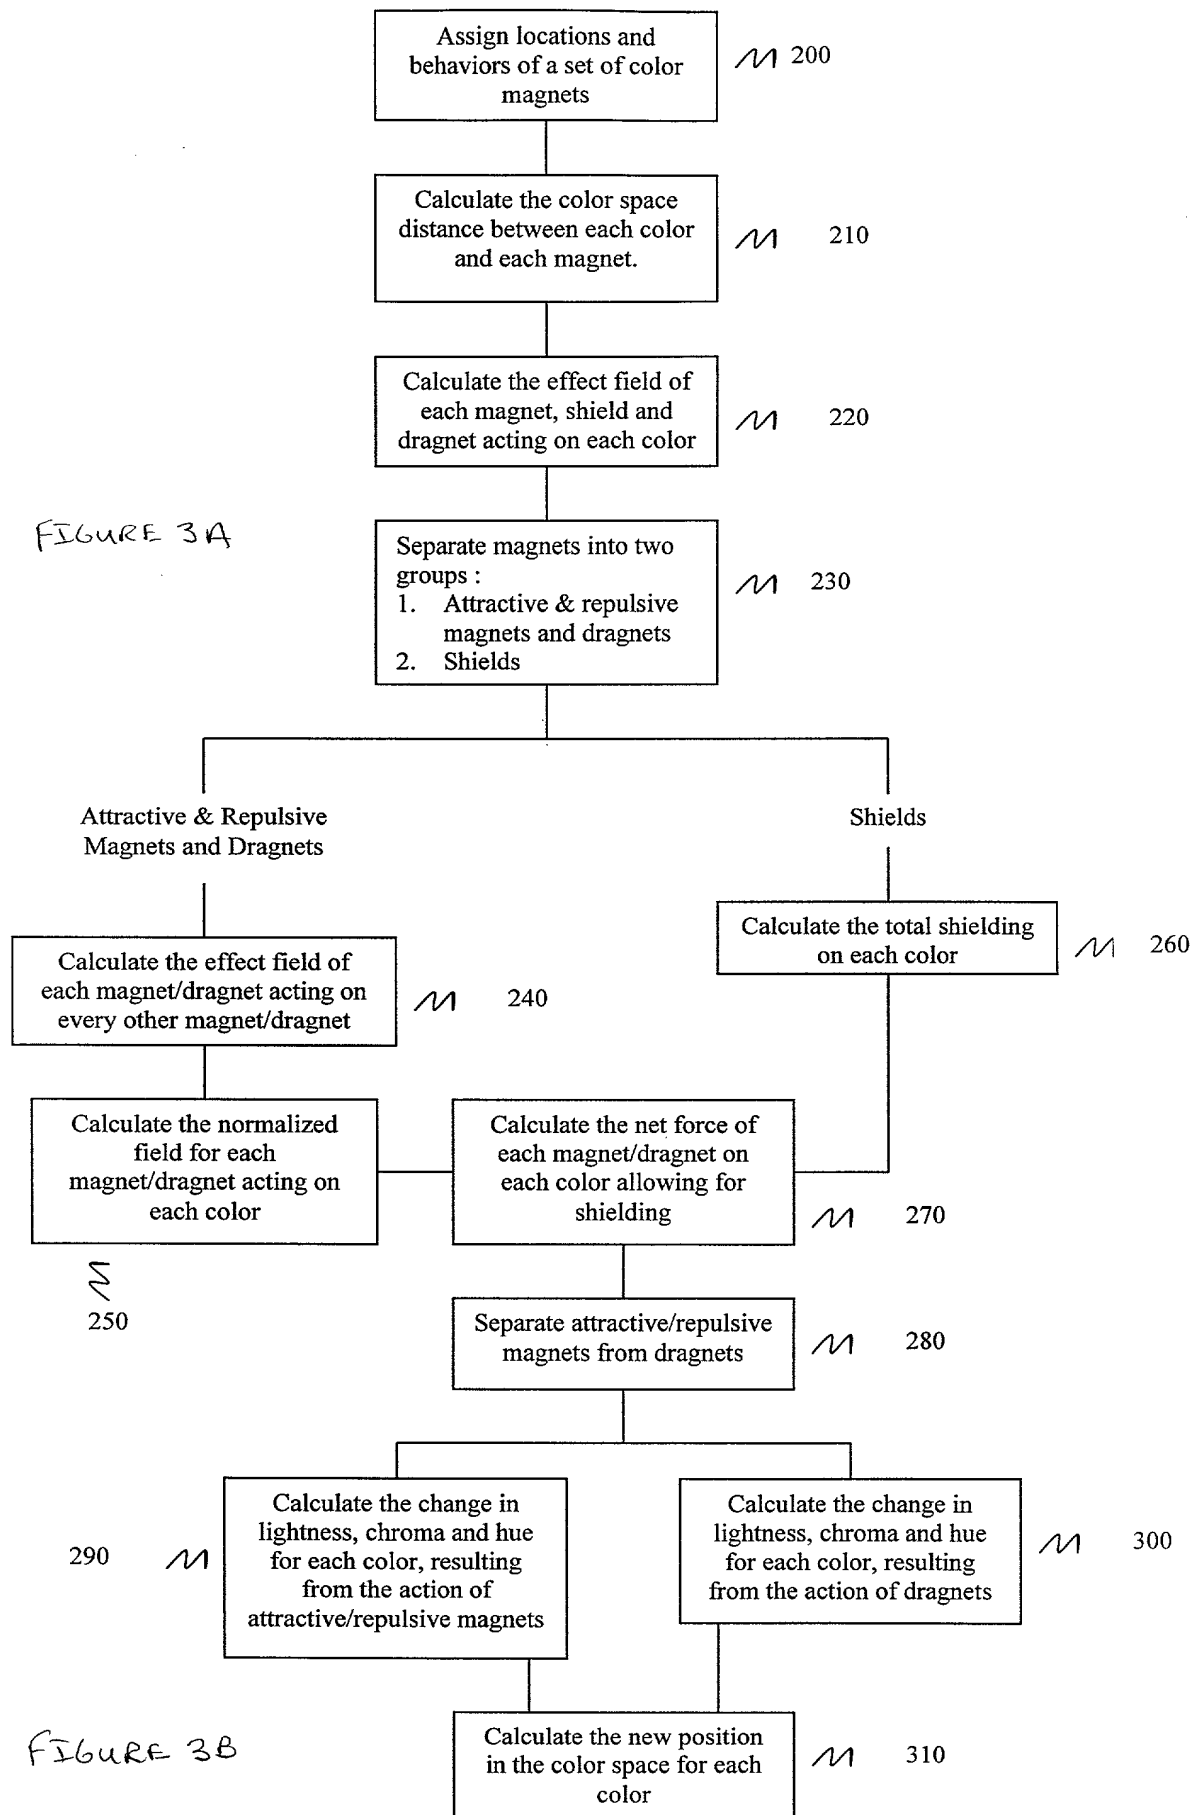 Assign locations and
behaviors of a set of color
magnets
200
Calculate the color space
distance between each color
and each magnet.
210
Calculate the effect field of
each magnet, shield and
dragnet acting on each color
220
FIGURE 3A
Separate magnets into two
groups :
1. Attractive & repulsive
magnets and dragnets
2. Shields
230
Attractive & Repulsive
Magnets and Dragnets
Shields
Calculate the total shielding
on each color
260
Calculate the effect field of
each magnet/dragnet acting on
every other magnet/dragnet
240
Calculate the normalized
field for each
magnet/dragnet acting on
each color
250
Calculate the net force of
each magnet/dragnet on
each color allowing for
shielding
270
Separate attractive/repulsive
magnets from dragnets
280
Calculate the change in
lightness, chroma and hue
for each color, resulting
from the action of
attractive/repulsive magnets
290
Calculate the change in
lightness, chroma and hue
for each color, resulting
from the action of dragnets
300
FIGURE 3B
Calculate the new position
in the color space for each
color
310